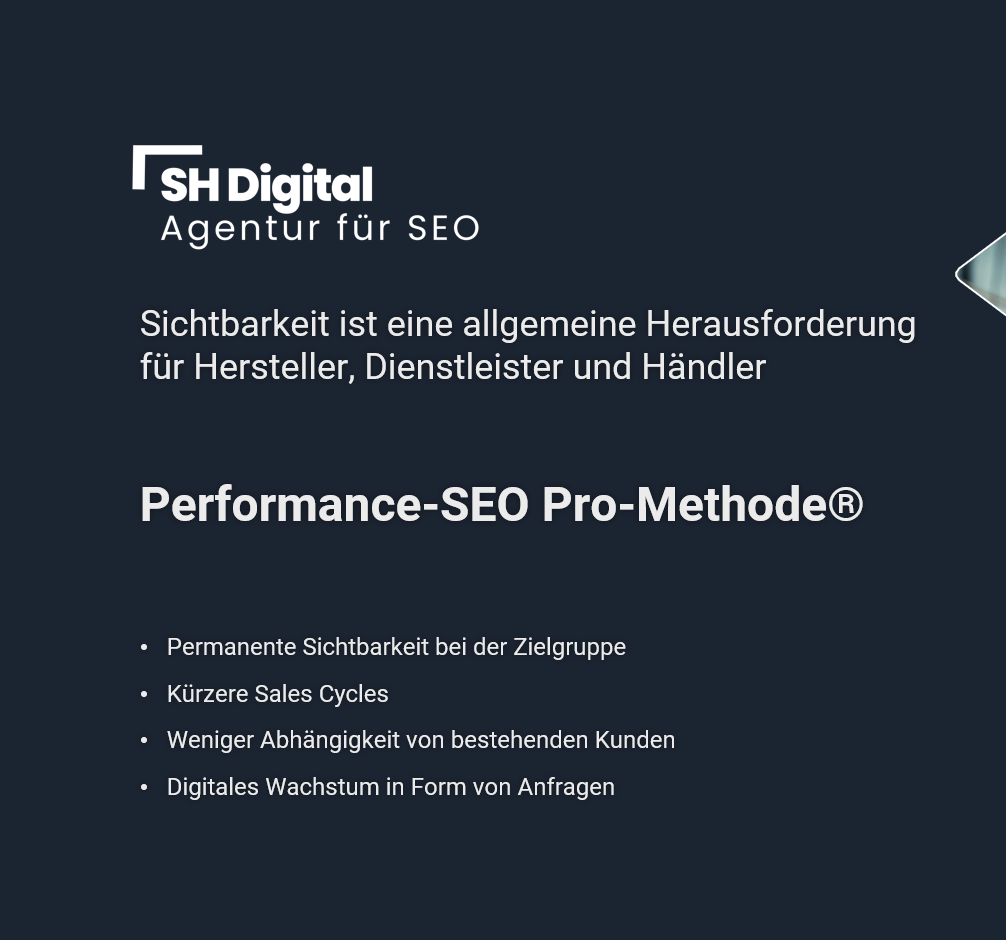 SH Digital
Agentur für SEO
Sichtbarkeit ist eine allgemeine Herausforderung
für Hersteller, Dienstleister und Händler
Performance-SEO Pro-Methode®
• Permanente Sichtbarkeit bei der Zielgruppe
• Kürzere Sales Cycles
• Weniger Abhängigkeit von bestehenden Kunden
• Digitales Wachstum in Form von Anfragen